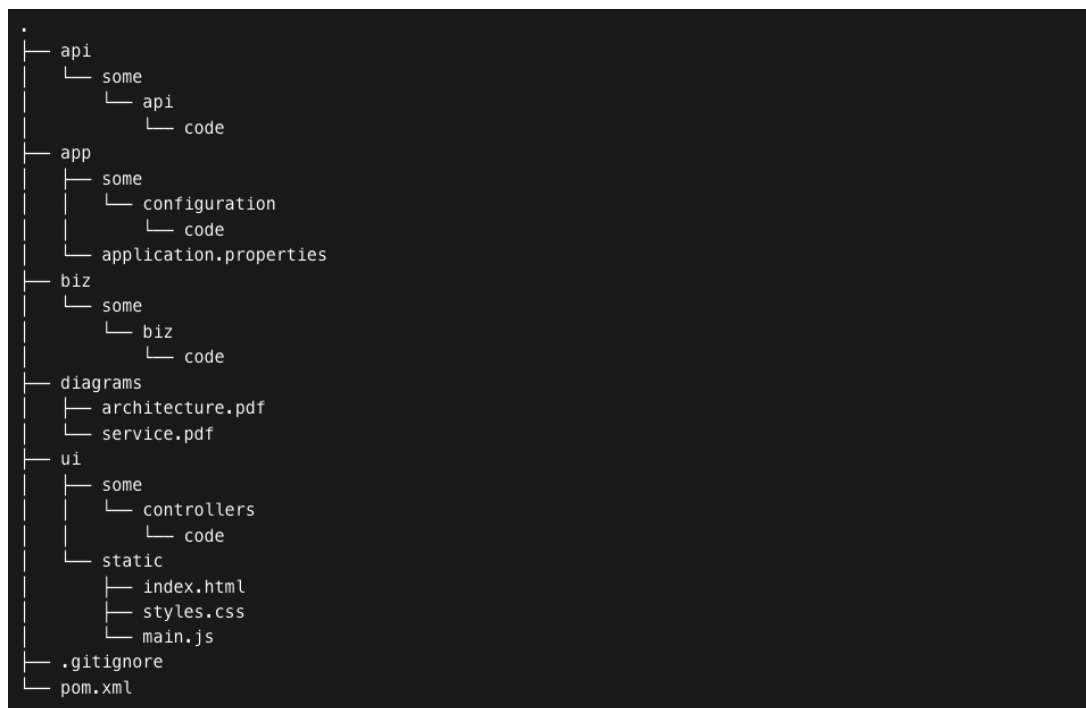 .
├── api
│   └── some
│       └── api
│           └── code
├── app
│   ├── some
│   │   └── configuration
│   │       └── code
│   └── application.properties
├── biz
│   └── some
│       └── biz
│           └── code
├── diagrams
│   ├── architecture.pdf
│   └── service.pdf
├── ui
│   ├── some
│   │   └── controllers
│   │       └── code
│   └── static
│       ├── index.html
│       ├── styles.css
│       └── main.js
├── .gitignore
└── pom.xml